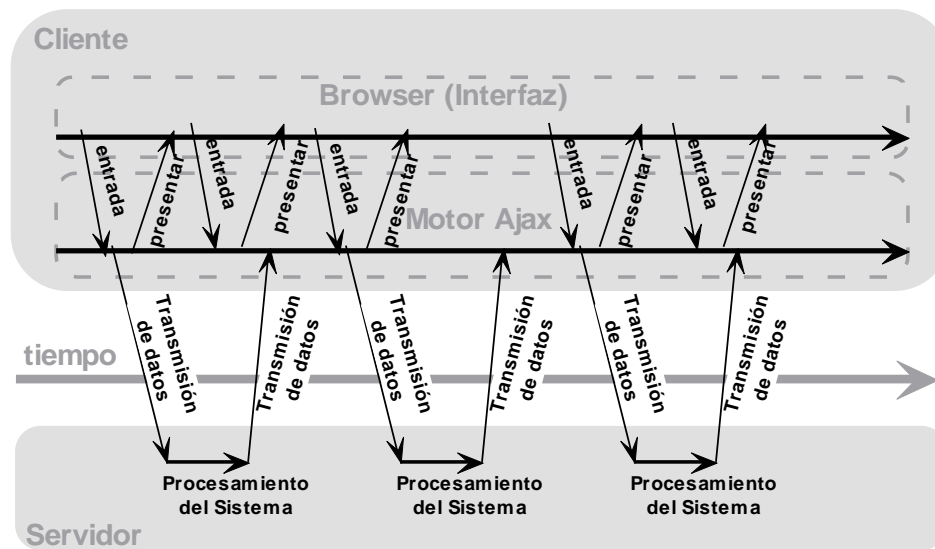 Cliente
Browser (Interfaz)
entrada
presentar
entrada
presentar
entrada
presentar
entrada
presentar
entrada
presentar
Motor Ajax
Transmisión
de datos
Transmisión
de datos
Transmisión
de datos
Transmisión
de datos
Transmisión
de datos
Transmisión
de datos
tiempo
Procesamiento
del Sistema
Procesamiento
del Sistema
Procesamiento
del Sistema
Servidor